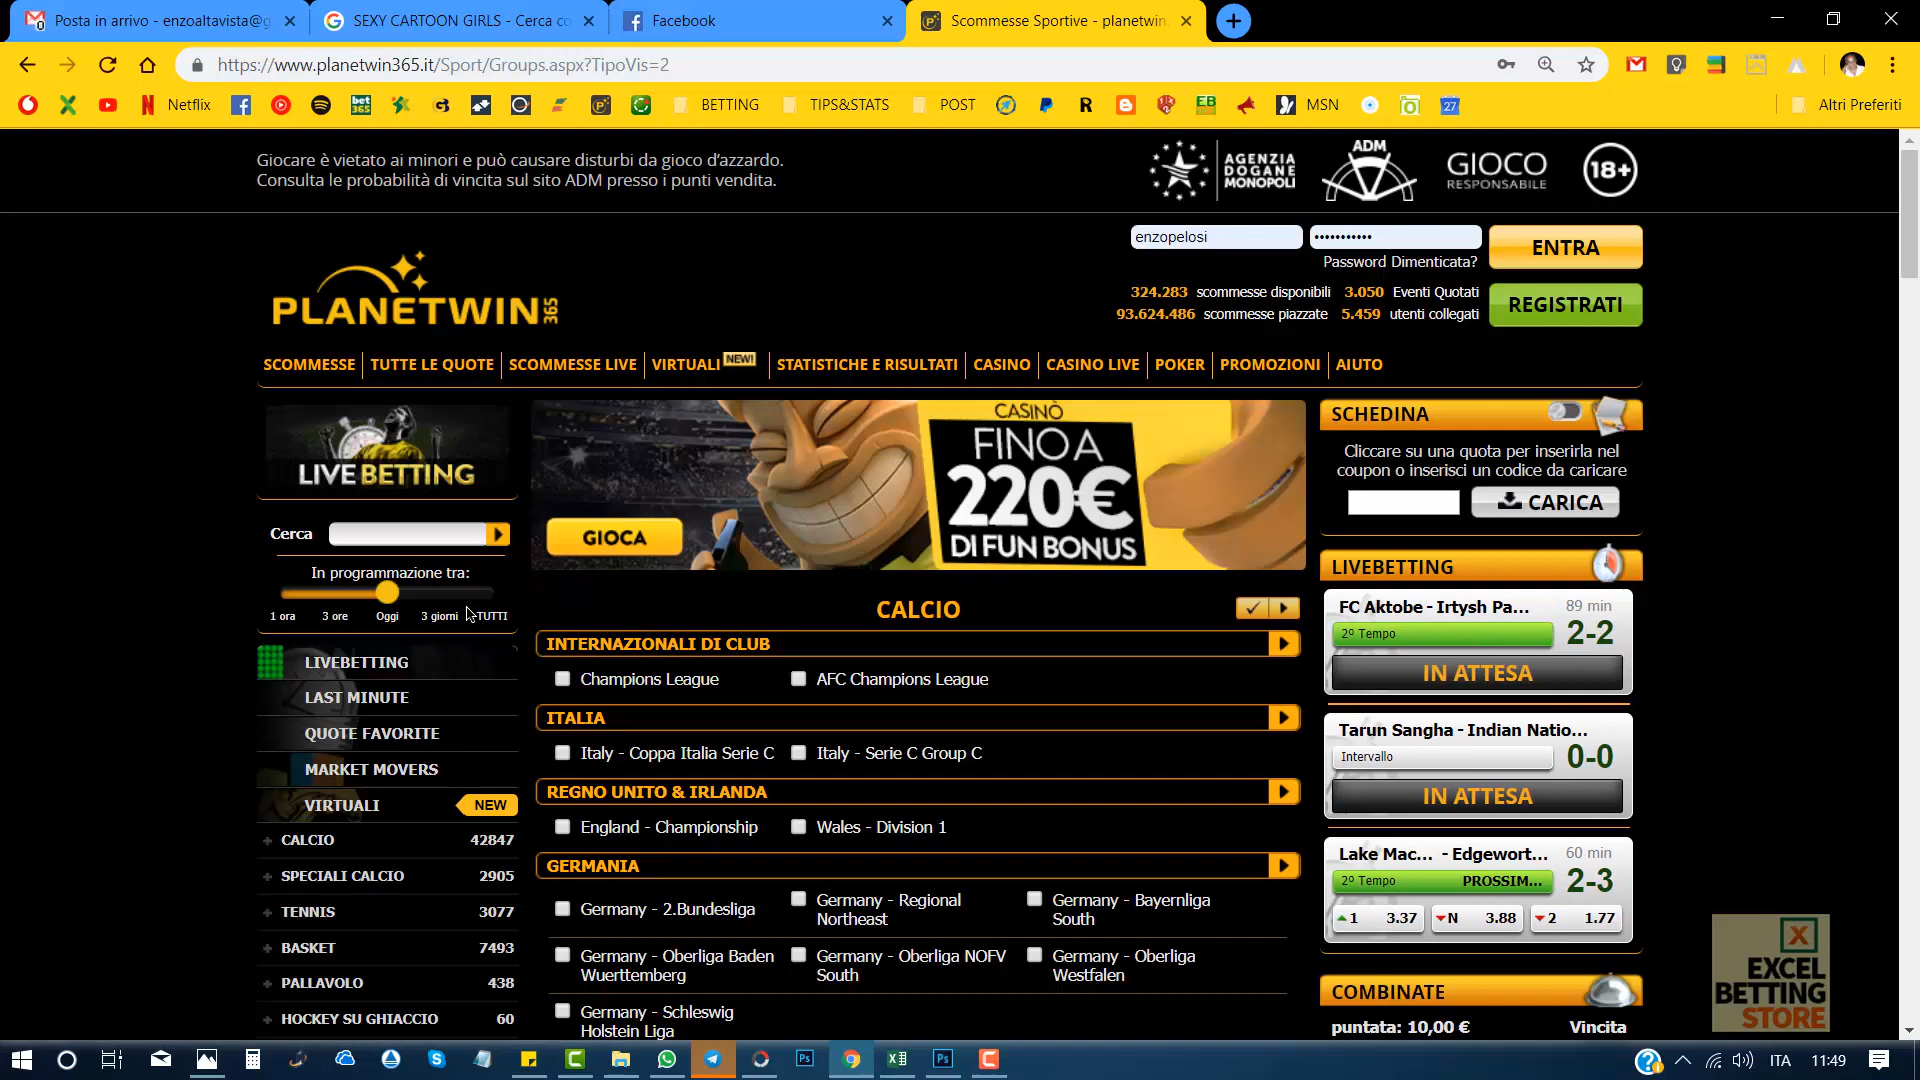 Posta in arrivo - enzoaltavista@g
SEXY CARTOON GIRLS - Cerca co
Facebook
Scommesse Sportive - planetwin
https://www.planetwin365.it/Sport/Groups.aspx?TipoVis=2
Netflix
bet365
BETTING
TIPS&STATS
POST
MSN
Altri Preferiti
Giocare è vietato ai minori e può causare disturbi da gioco d'azzardo.
Consulta le probabilità di vincita sul sito ADM presso i punti vendita.
AGENZIA
DOGANE
MONOPOLI
ADM
GIOCO
RESPONSABILE
18+
enzopelosi
•••••••••••
ENTRA
Password Dimenticata?
PLANETWIN365
324.283 scommesse disponibili 3.050 Eventi Quotati
93.624.486 scommesse piazzate 5.459 utenti collegati
REGISTRATI
SCOMMESSE
TUTTE LE QUOTE
SCOMMESSE LIVE
VIRTUALI NEW!
STATISTICHE E RISULTATI
CASINO
CASINO LIVE
POKER
PROMOZIONI
AIUTO
LIVE BETTING
Cerca
In programmazione tra:
1 ora
3 ore
Oggi
3 giorni
TUTTI
LIVEBETTING
LAST MINUTE
QUOTE FAVORITE
MARKET MOVERS
VIRTUALI NEW
CALCIO 42847
SPECIALI CALCIO 2905
TENNIS 3077
BASKET 7493
PALLAVOLO 438
HOCKEY SU GHIACCIO 60
CASINÒ
FINO A
220€
DI FUN BONUS
GIOCA
CALCIO
INTERNAZIONALI DI CLUB
Champions League
AFC Champions League
ITALIA
Italy - Coppa Italia Serie C
Italy - Serie C Group C
REGNO UNITO & IRLANDA
England - Championship
Wales - Division 1
GERMANIA
Germany - 2.Bundesliga
Germany - Regional
Northeast
Germany - Bayernliga
South
Germany - Oberliga Baden
Wuerttemberg
Germany - Oberliga NOFV
South
Germany - Oberliga
Westfalen
Germany - Schleswig
Holstein Liga
SCHEDINA
Cliccare su una quota per inserirla nel
coupon o inserisci un codice da caricare
CARICA
LIVEBETTING
FC Aktobe - Irtysh Pa...
89 min
2º Tempo
2-2
IN ATTESA
Tarun Sangha - Indian Natio...
Intervallo
0-0
IN ATTESA
Lake Mac... - Edgewort...
60 min
2º Tempo PROSSIM...
2-3
1 3.37
N 3.88
2 1.77
COMBINATE
puntata: 10,00 €
Vincita
X
EXCEL
BETTING
STORE
ITA
11:49